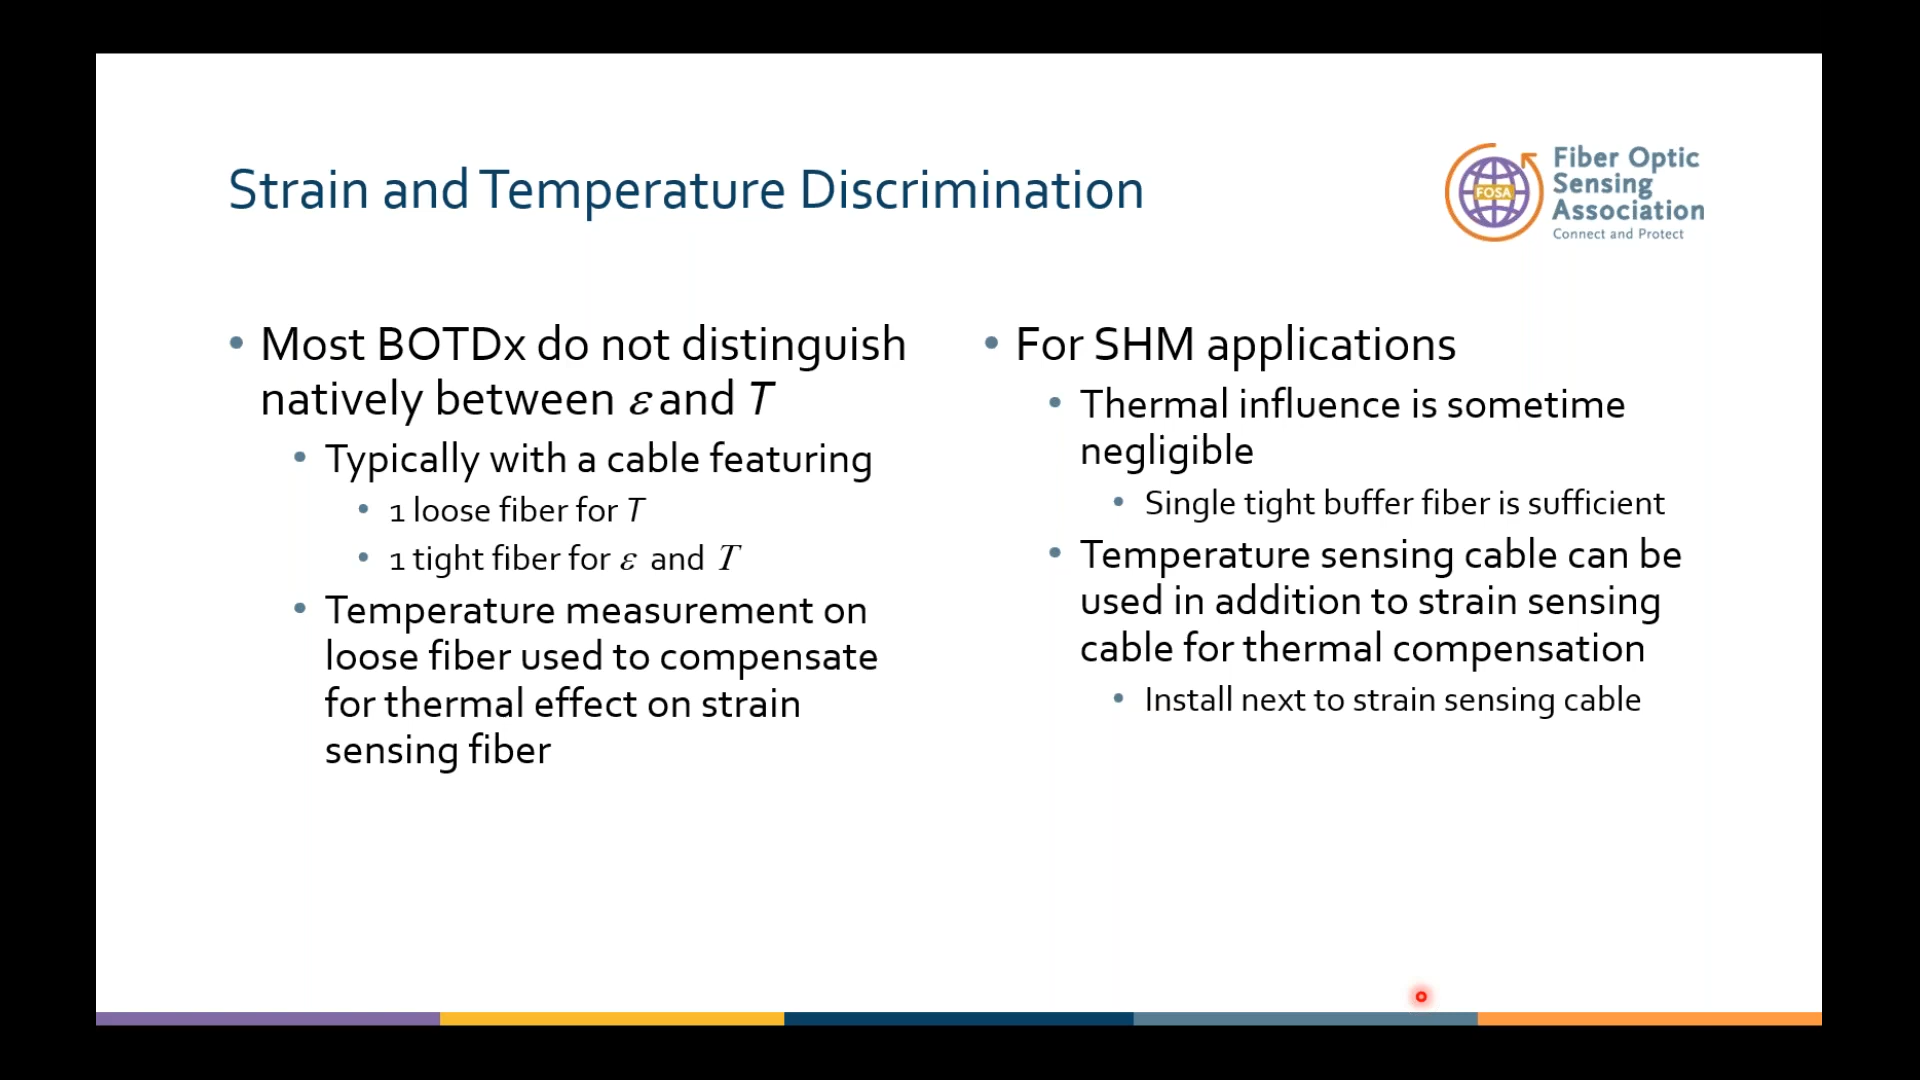 Strain and Temperature Discrimination
FOSA
Fiber Optic
Sensing
Association
Connect and Protect
• Most BOTDx do not distinguish
natively between ε and T
• Typically with a cable featuring
• 1 loose fiber for T
• 1 tight fiber for ε and T
• Temperature measurement on
loose fiber used to compensate
for thermal effect on strain
sensing fiber
• For SHM applications
• Thermal influence is sometime
negligible
• Single tight buffer fiber is sufficient
• Temperature sensing cable can be
used in addition to strain sensing
cable for thermal compensation
• Install next to strain sensing cable